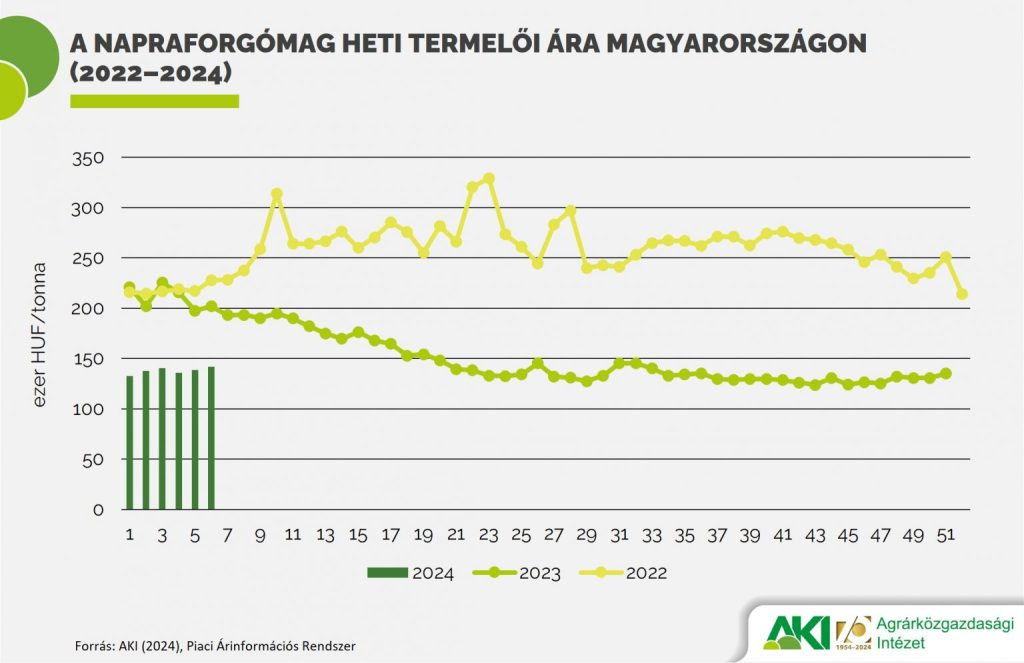 A NAPRAFORGÓMAG HETI TERMELŐI ÁRA MAGYARORSZÁGON
(2022–2024)
ezer HUF/tonna
350
300
250
200
150
100
50
0
1 3 5 7 9 11 13 15 17 19 21 23 25 27 29 31 33 35 37 39 41 43 45 47 49 51
2024 2023 2022
Forrás: AKI (2024), Piaci Árinformációs Rendszer
AKI
1954-2024
Agrárközgazdasági
Intézet